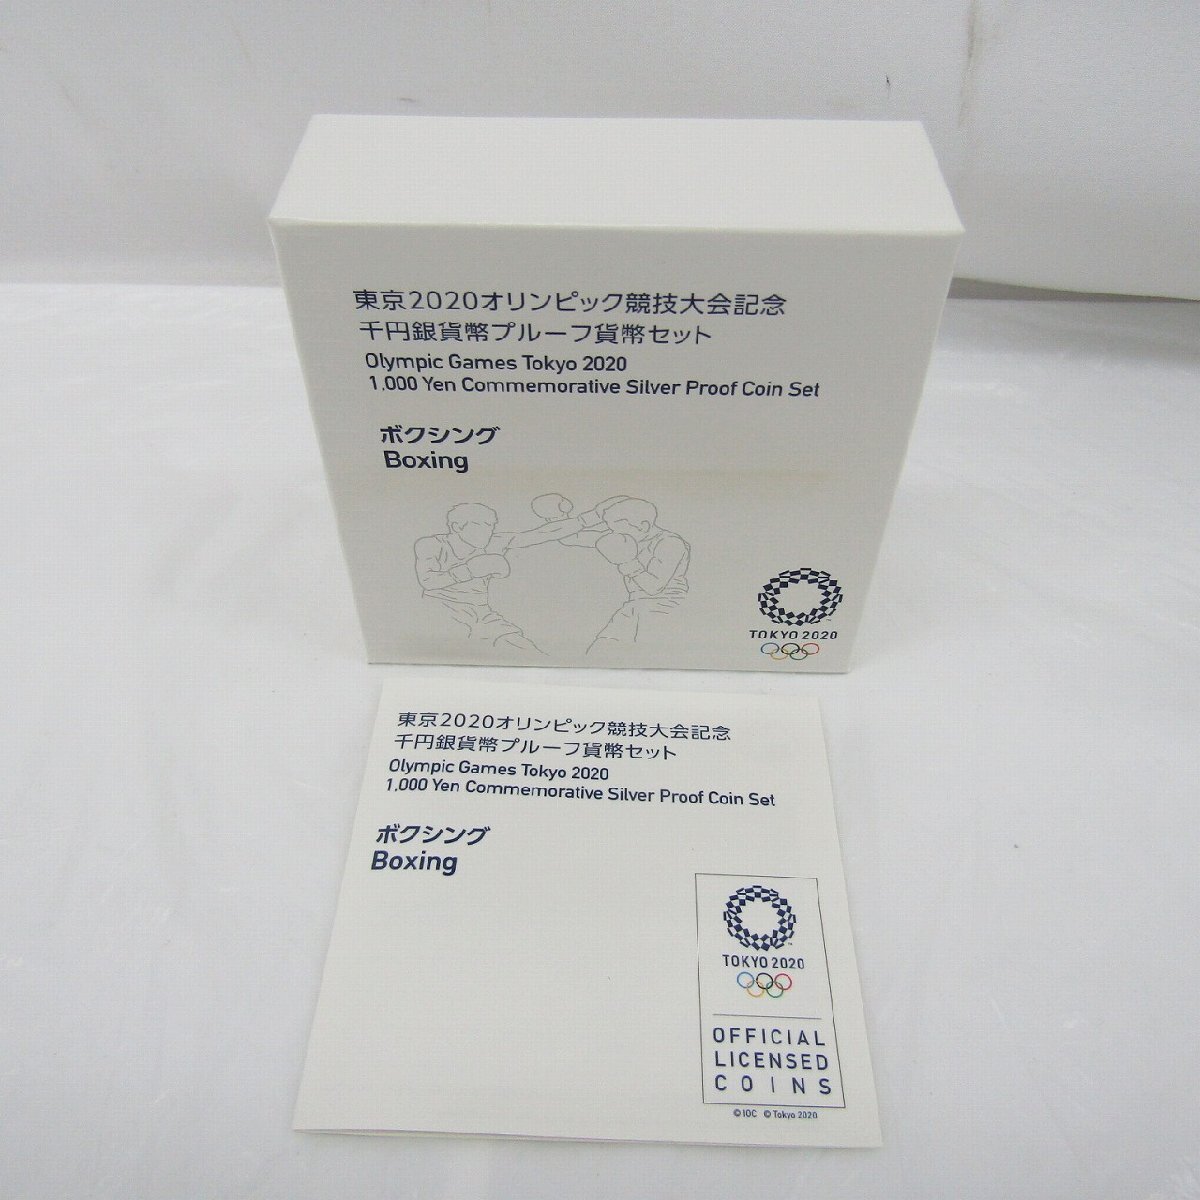 東京2020オリンピック競技大会記念
千円銀貨幣プルーフ貨幣セット
Olympic Games Tokyo 2020
1,000 Yen Commemorative Silver Proof Coin Set
ボクシング
Boxing
TOKYO 2020
東京2020オリンピック競技大会記念
千円銀貨幣プルーフ貨幣セット
Olympic Games Tokyo 2020
1,000 Yen Commemorative Silver Proof Coin Set
ボクシング
Boxing
TM
TOKYO 2020
OFFICIAL
LICENSED
COINS
© IOC © Tokyo 2020